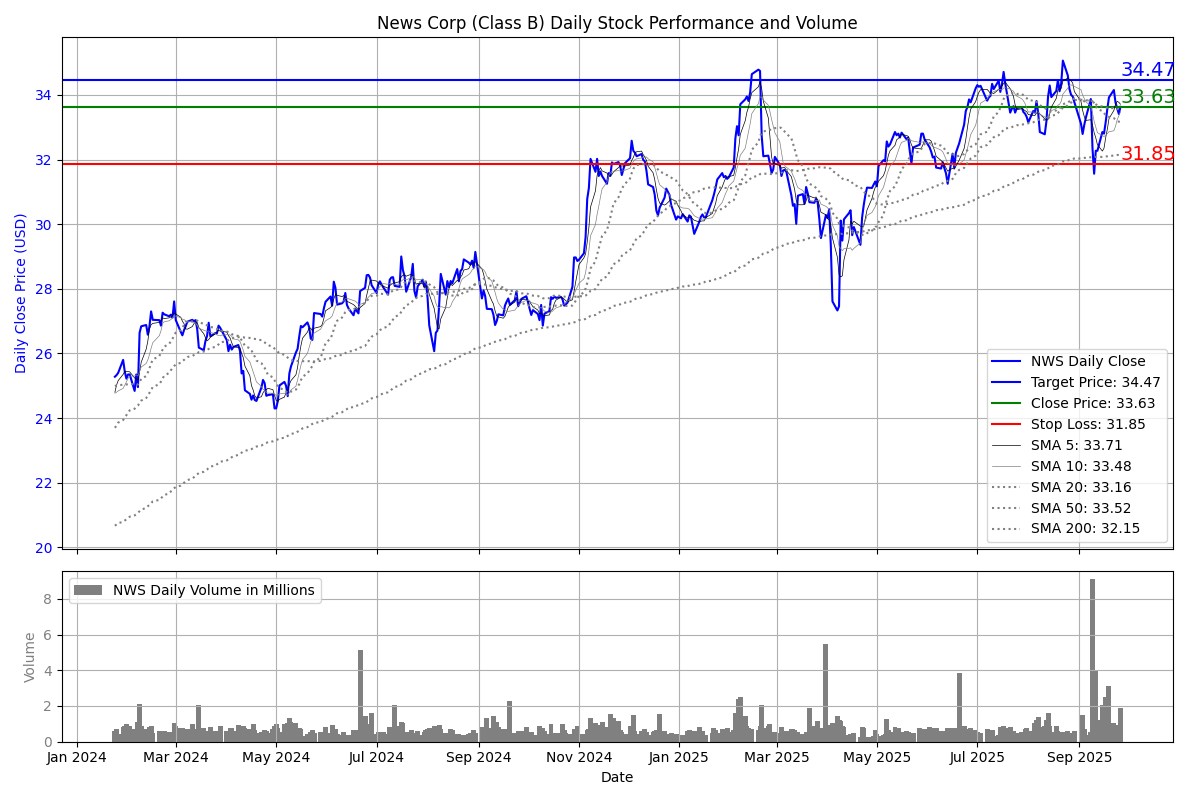 News Corp (Class B) Daily Stock Performance and Volume
Daily Close Price (USD)
34
32
30
28
26
24
22
20
34.47
33.63
31.85
NWS Daily Close
Target Price: 34.47
Close Price: 33.63
Stop Loss: 31.85
SMA 5: 33.71
SMA 10: 33.48
SMA 20: 33.16
SMA 50: 33.52
SMA 200: 32.15
NWS Daily Volume in Millions
Volume
8
6
4
2
0
Jan 2024 Mar 2024 May 2024 Jul 2024 Sep 2024 Nov 2024 Jan 2025 Mar 2025 May 2025 Jul 2025 Sep 2025
Date